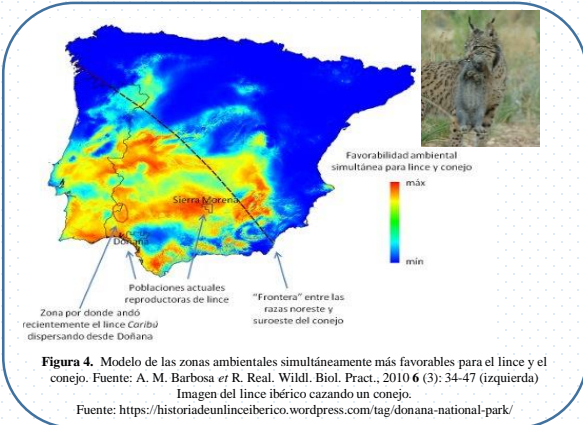 Favorabilidad ambiental
simultánea para lince y conejo
máx
mín
Sierra Morena
Doñana
Poblaciones actuales
reproductoras de lince
Zona por donde andó
recientemente el lince Caribú
dispersando desde Doñana
"Frontera" entre las
razas noreste y
suroeste del conejo
Figura 4. Modelo de las zonas ambientales simultáneamente más favorables para el lince y el
conejo. Fuente: A. M. Barbosa et R. Real. Wildl. Biol. Pract., 2010 6 (3): 34-47 (izquierda)
Imagen del lince ibérico cazando un conejo.
Fuente: https://historiadeunlinceiberico.wordpress.com/tag/donana-national-park/